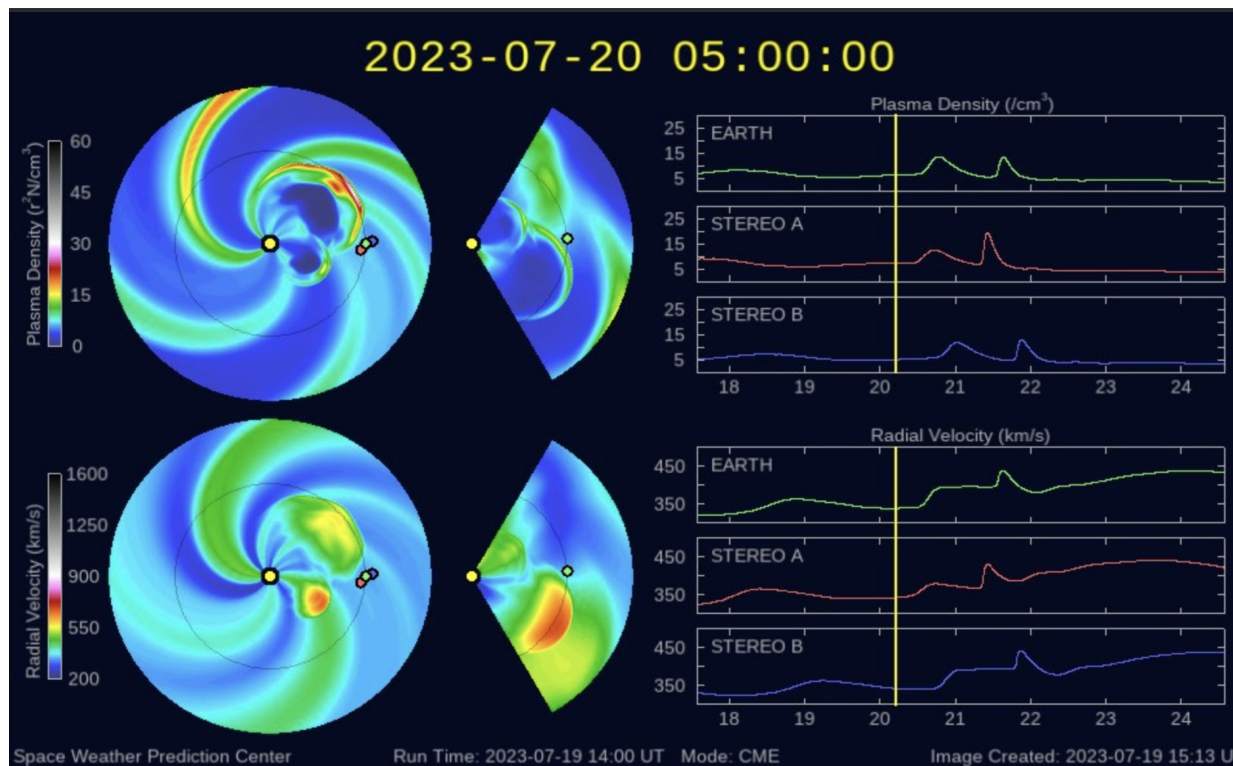 2023-07-20 05:00:00
Plasma Density (r²N/cm³)
60
45
30
15
0
Plasma Density (/cm³)
25
15
5
EARTH
25
15
5
STEREO A
25
15
5
STEREO B
18 19 20 21 22 23 24
Radial Velocity (km/s)
1600
1250
900
550
200
Radial Velocity (km/s)
450
350
EARTH
450
350
STEREO A
450
350
STEREO B
18 19 20 21 22 23 24
Space Weather Prediction Center Run Time: 2023-07-19 14:00 UT Mode: CME Image Created: 2023-07-19 15:13 U